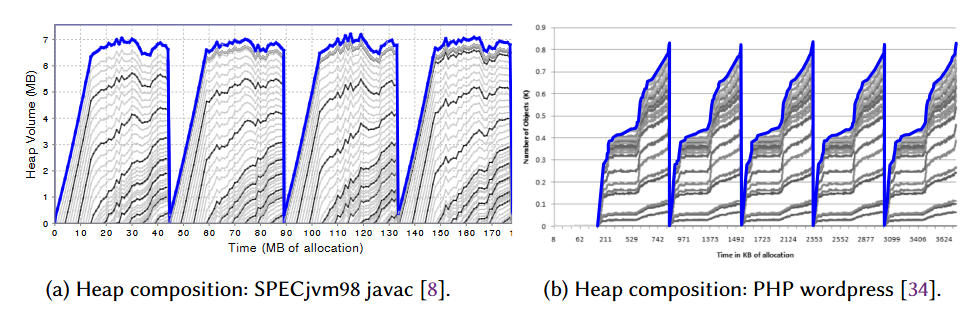 7
6
5
4
3
2
1
0
Heap Volume (MB)
0 10 20 30 40 50 60 70 80 90 100 110 120 130 140 150 160 170 1
Time (MB of allocation)
(a) Heap composition: SPECjvm98 javac [8].
0.9
0.8
0.7
0.6
0.5
0.4
0.3
0.2
0.1
0
Number of Objects (K)
8 62 211 529 742 971 1373 1492 1723 2124 2355 2552 2877 3099 3406 3624
Time in KB of allocation
(b) Heap composition: PHP wordpress [34].